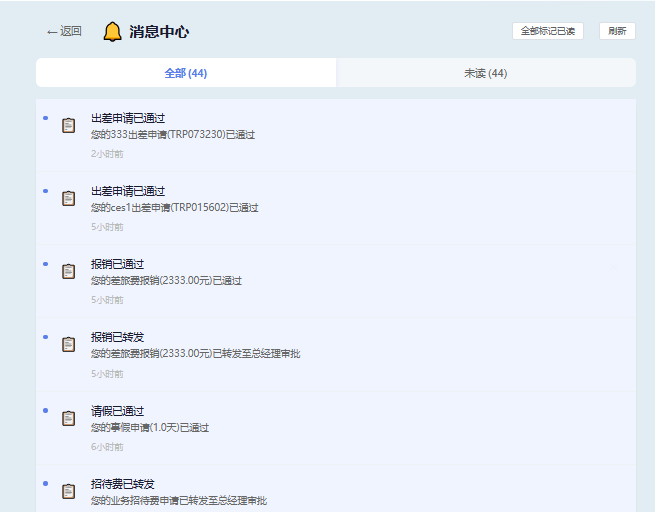 ←返回
消息中心
全部标记已读
刷新
全部 (44)
未读 (44)
出差申请已通过
您的333出差申请(TRP073230)已通过
2小时前
出差申请已通过
您的ces1出差申请(TRP015602)已通过
5小时前
报销已通过
您的差旅费报销(2333.00元)已通过
5小时前
报销已转发
您的差旅费报销(2333.00元)已转发至总经理审批
5小时前
请假已通过
您的事假申请(1.0天)已通过
6小时前
招待费已转发
您的业务招待费申请已转发至总经理审批